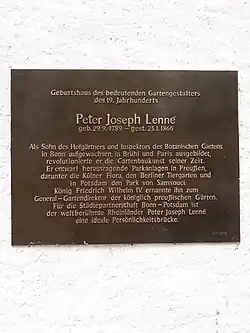 Geburtshaus des bedeutenden Gartengestalters
des 19. Jahrhunderts
Peter Joseph Lenné
geb. 29.9.1789 – gest. 23.1.1866
Als Sohn des Hofgärtners und Inspektors des Botanischen Gartens
in Bonn aufgewachsen, in Brühl und Paris ausgebildet,
revolutionierte er die Gartenbaukunst seiner Zeit.
Er entwarf herausragende Parkanlagen in Preußen,
darunter die Kölner Flora, den Berliner Tiergarten und
in Potsdam den Park von Sanssouci.
König Friedrich Wilhelm IV. ernannte ihn zum
General-Gartendirektor der königlich preußischen Gärten.
Für die Städtepartnerschaft Bonn-Potsdam ist
der weltberühmte Rheinländer Peter Joseph Lenné
eine ideale Persönlichkeitsbrücke.